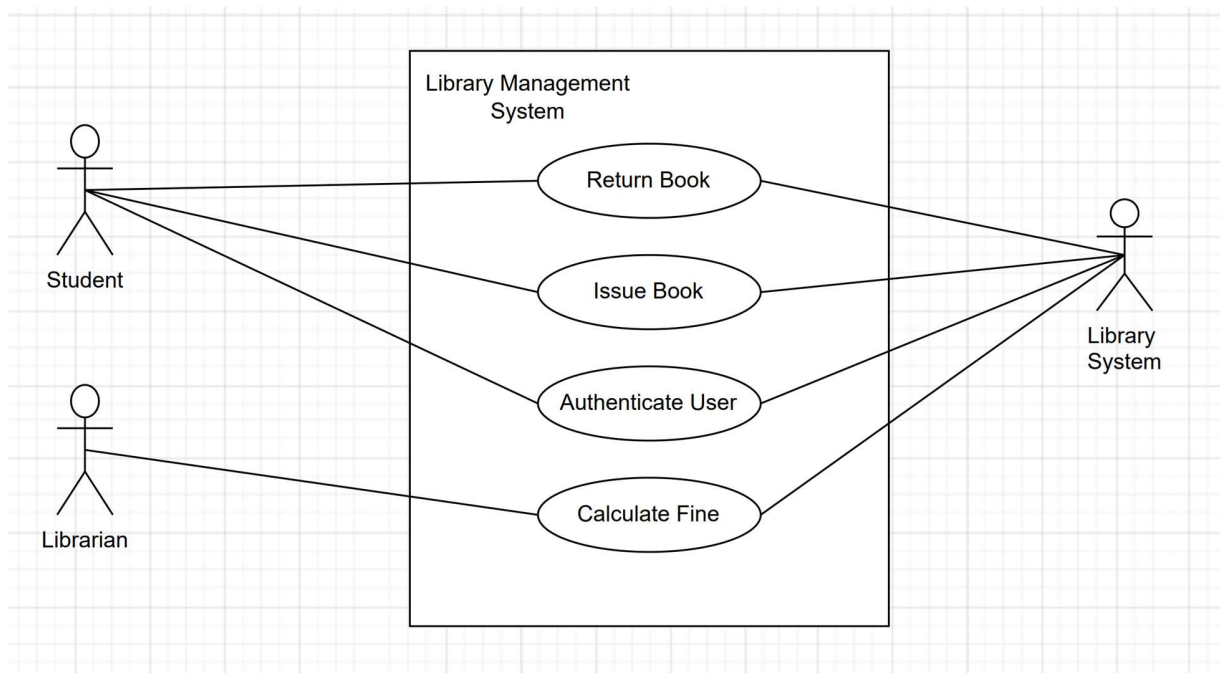 Library Management
System
Return Book
Student
Issue Book
Library
System
Authenticate User
Calculate Fine
Librarian